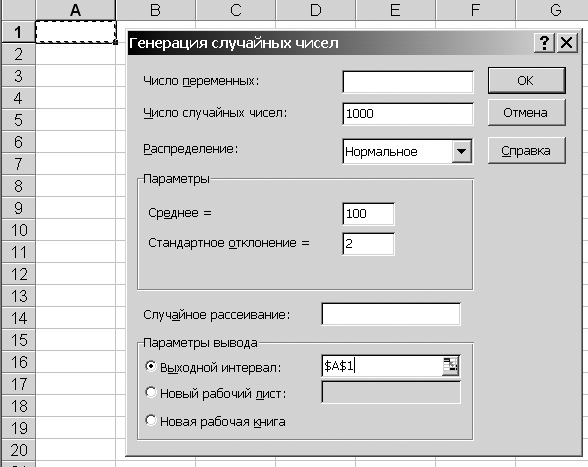 A B C D E F G
1
2
3
4
5
6
7
8
9
10
11
12
13
14
15
16
17
18
19
20
Генерация случайных чисел
Число переменных:
OK
Число случайных чисел: 1000
Отмена
Распределение: Нормальное
Справка
Параметры
Среднее = 100
Стандартное отклонение = 2
Случайное рассеивание:
Параметры вывода
Выходной интервал: $A$1
Новый рабочий лист:
Новая рабочая книга